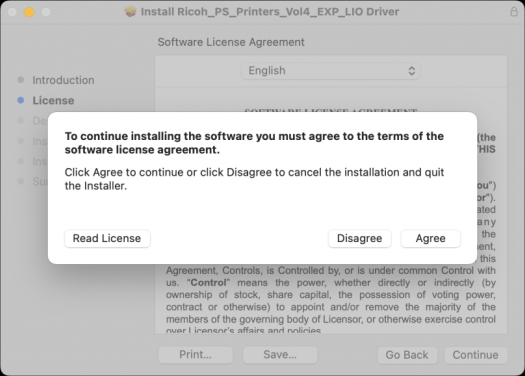 Install Ricoh_PS_Printers_Vol4_EXP_LIO Driver
Software License Agreement
English
Introduction
License
SOFTWARE LICENSE AGREEMENT
To continue installing the software you must agree to the terms of the
software license agreement.
Click Agree to continue or click Disagree to cancel the installation and quit
the Installer.
Read License
Disagree
Agree
(the
THIS
ou")
or").
ated
any
the
ent,
this
Agreement, Controls, is Controlled by, or is under common Control with
us. "Control" means the power, whether directly or indirectly (by
ownership of stock, share capital, the possession of voting power,
contract or otherwise) to appoint and/or remove the majority of the
members of the governing body of Licensor, or otherwise exercise control
over Licensor's affairs and policies
Print...
Save...
Go Back
Continue